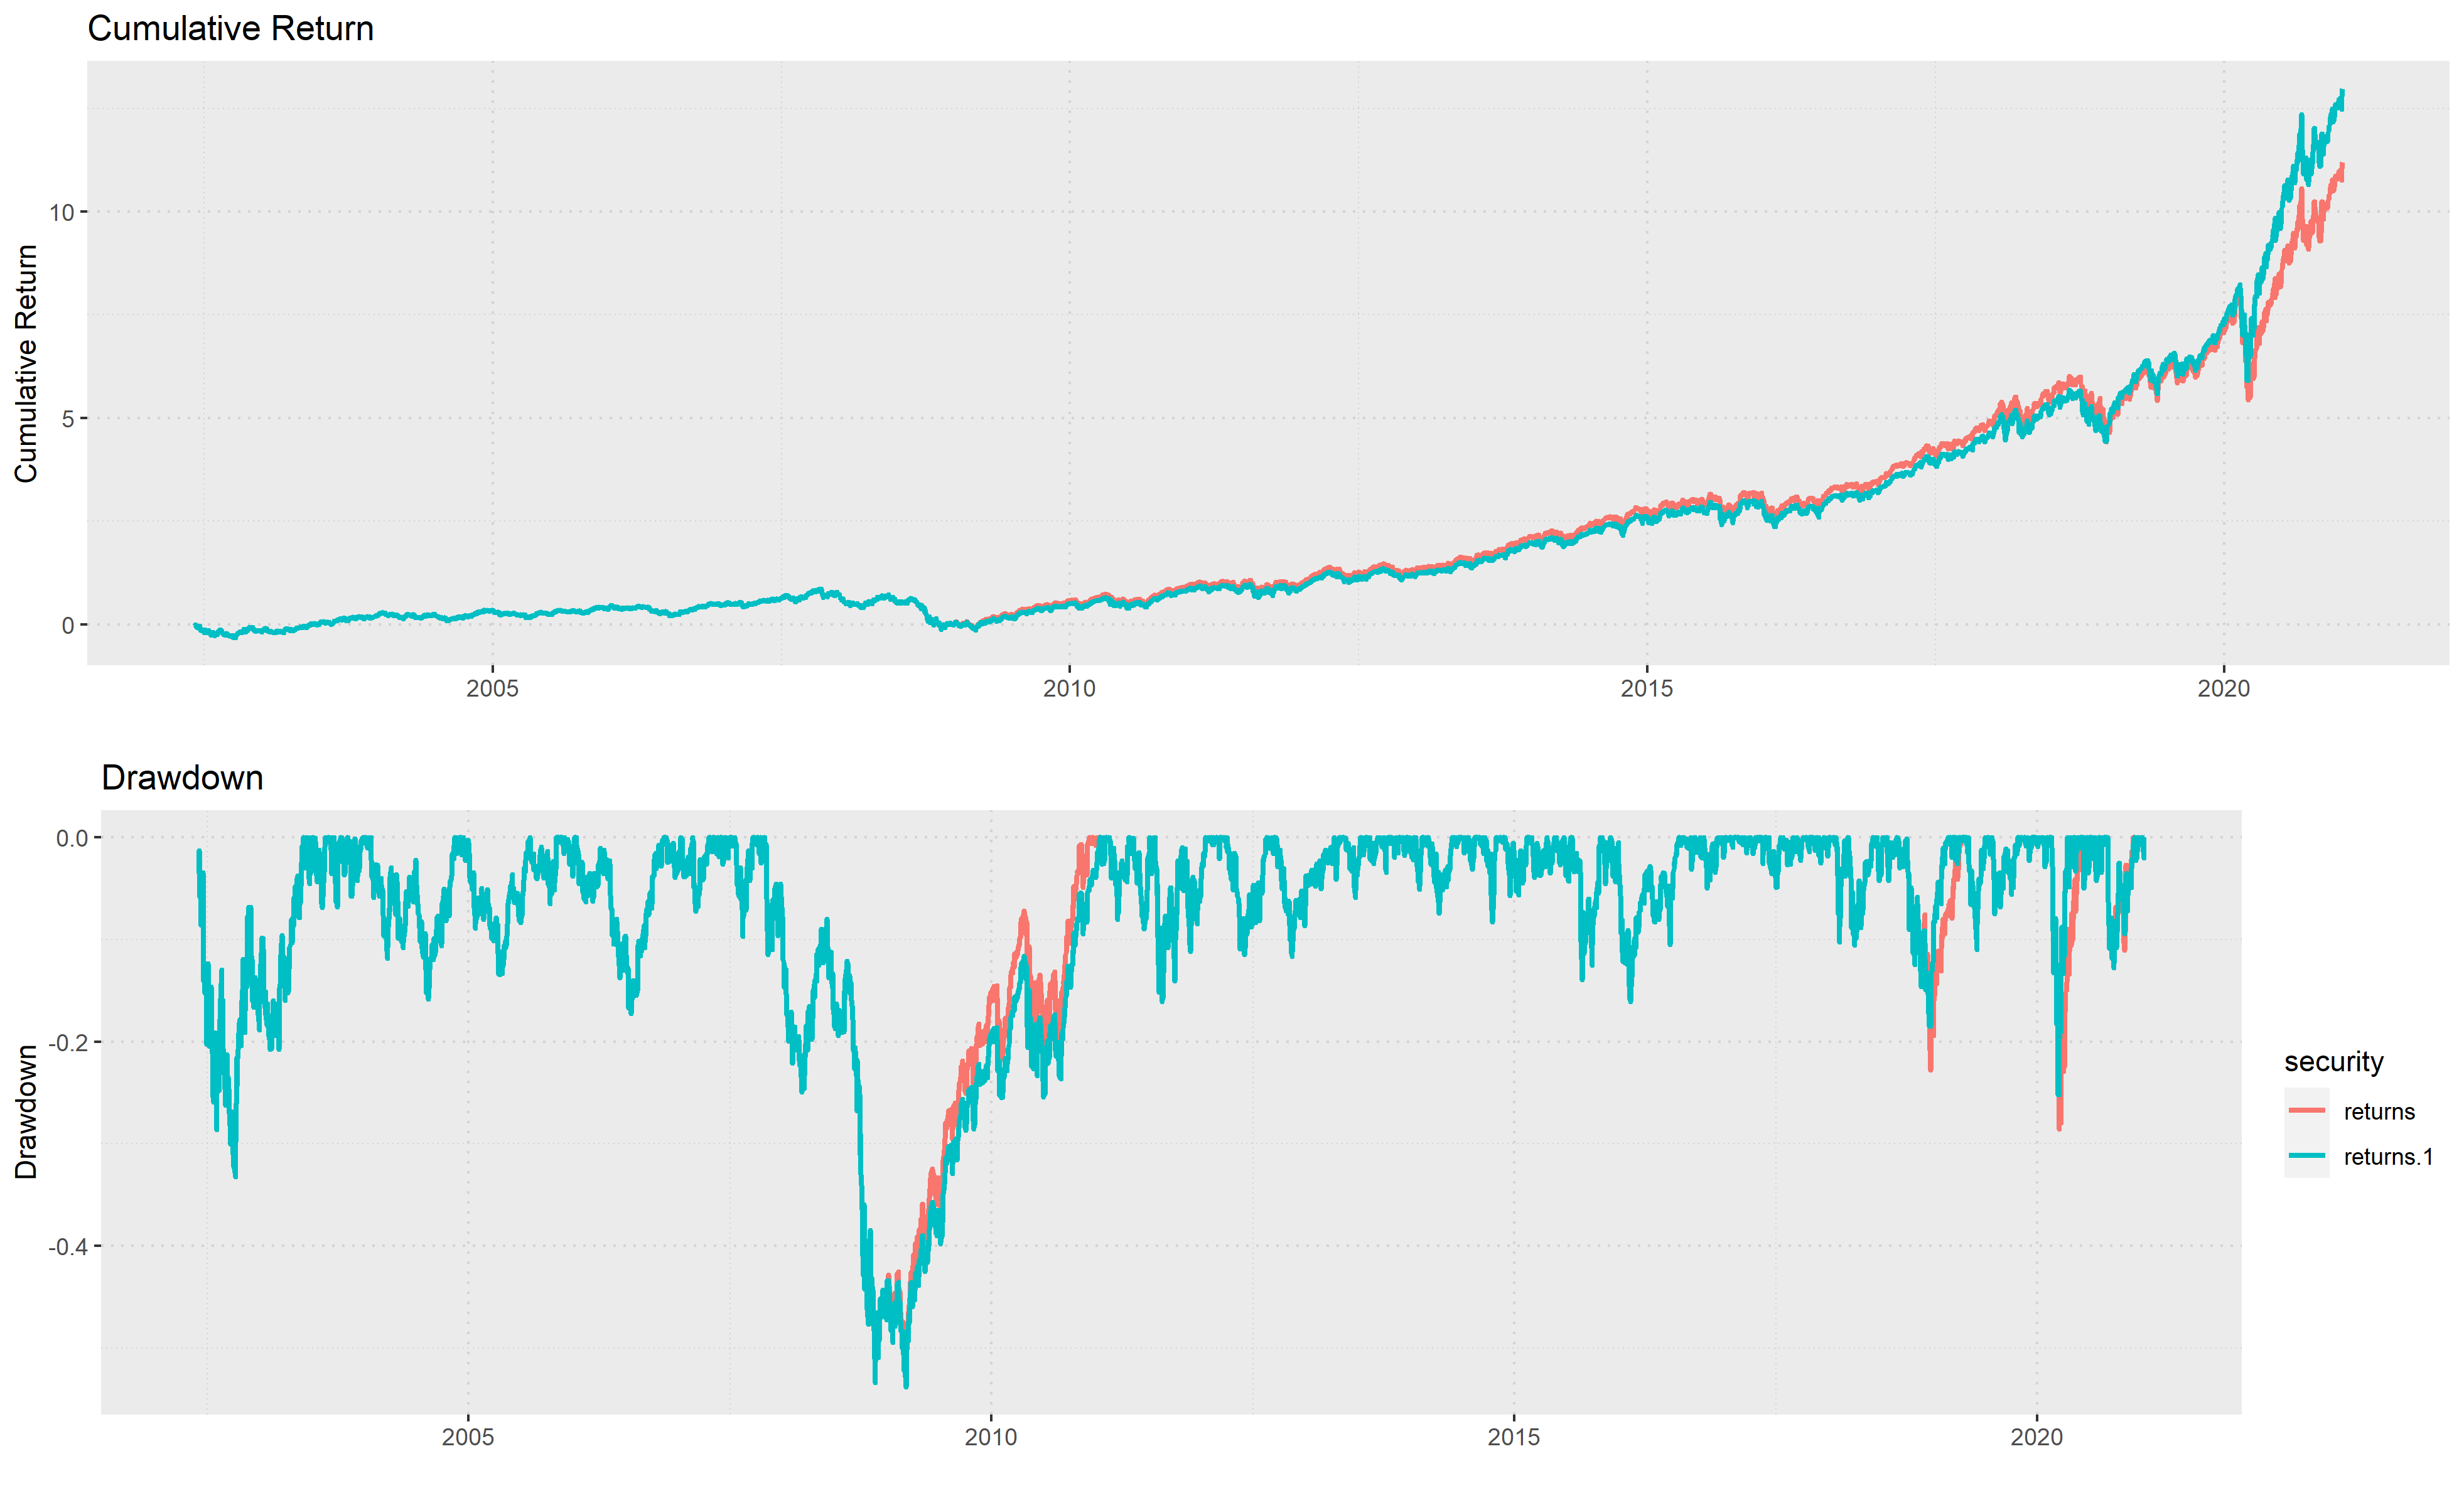 Cumulative Return
Cumulative Return
10
5
0
2005 2010 2015 2020
Drawdown
Drawdown
0.0
-0.2
-0.4
2005 2010 2015 2020
security
returns
returns.1